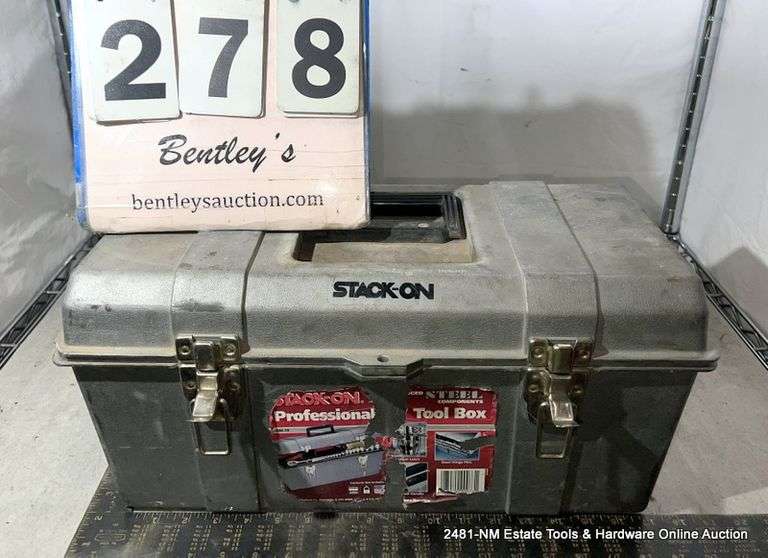 278
Bentley's
bentleysauction.com
STACK-ON
STACK-ON
Professional
STEEL
COMPONENTS
Tool Box
2481-NM Estate Tools & Hardware Online Auction